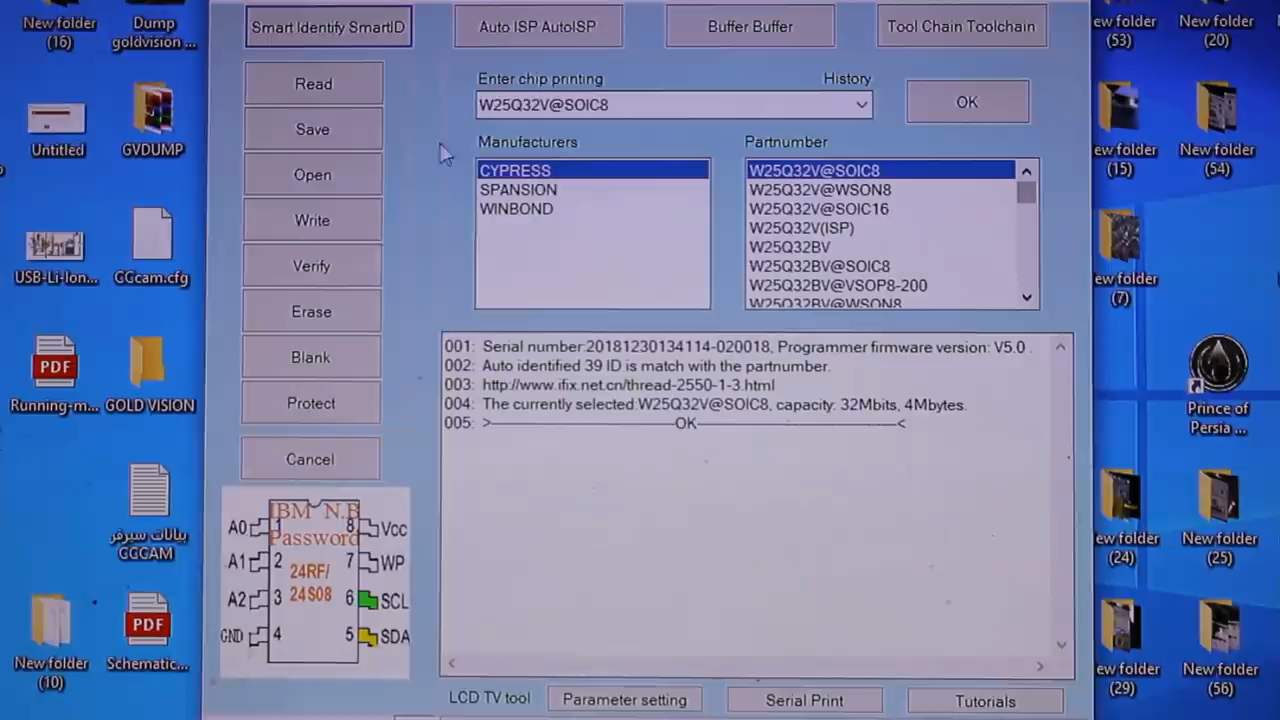 New folder
(16)
Dump
goldvision ...
Untitled
GVDUMP
USB-Li-Ion...
GGcam.cfg
Running-m...
GOLD VISION
بيانات سيرفر
GGGAM
New folder
(10)
Schematic...
Smart Identify SmartID
Auto ISP AutoISP
Buffer Buffer
Tool Chain Toolchain
Read
Save
Open
Write
Verify
Erase
Blank
Protect
Cancel
Enter chip printing
History
W25Q32V@SOIC8
OK
Manufacturers
CYPRESS
SPANSION
WINBOND
Partnumber
W25Q32V@SOIC8
W25Q32V@WSON8
W25Q32V@SOIC16
W25Q32V(ISP)
W25Q32BV
W25Q32BV@SOIC8
W25Q32BV@VSOP8-200
W25Q32BV@WSON8
001: Serial number:20181230134114-020018, Programmer firmware version: V5.0 .
002: Auto identified 39 ID is match with the partnumber.
003: http://www.ifix.net.cn/thread-2550-1-3.html
004: The currently selected:W25Q32V@SOIC8, capacity: 32Mbits, 4Mbytes.
005: >————————OK————————<
IBM N.B
Password
24RF/
24S08
A0 1 8 Vcc
A1 2 7 WP
A2 3 6 SCL
GND 4 5 SDA
LCD TV tool
Parameter setting
Serial Print
Tutorials
New folder
(53)
New folder
(20)
ew folder
(15)
New folder
(54)
ew folder
(7)
Prince of
Persia ...
ew folder
(24)
New folder
(25)
ew folder
(29)
New folder
(56)
PDF
PDF